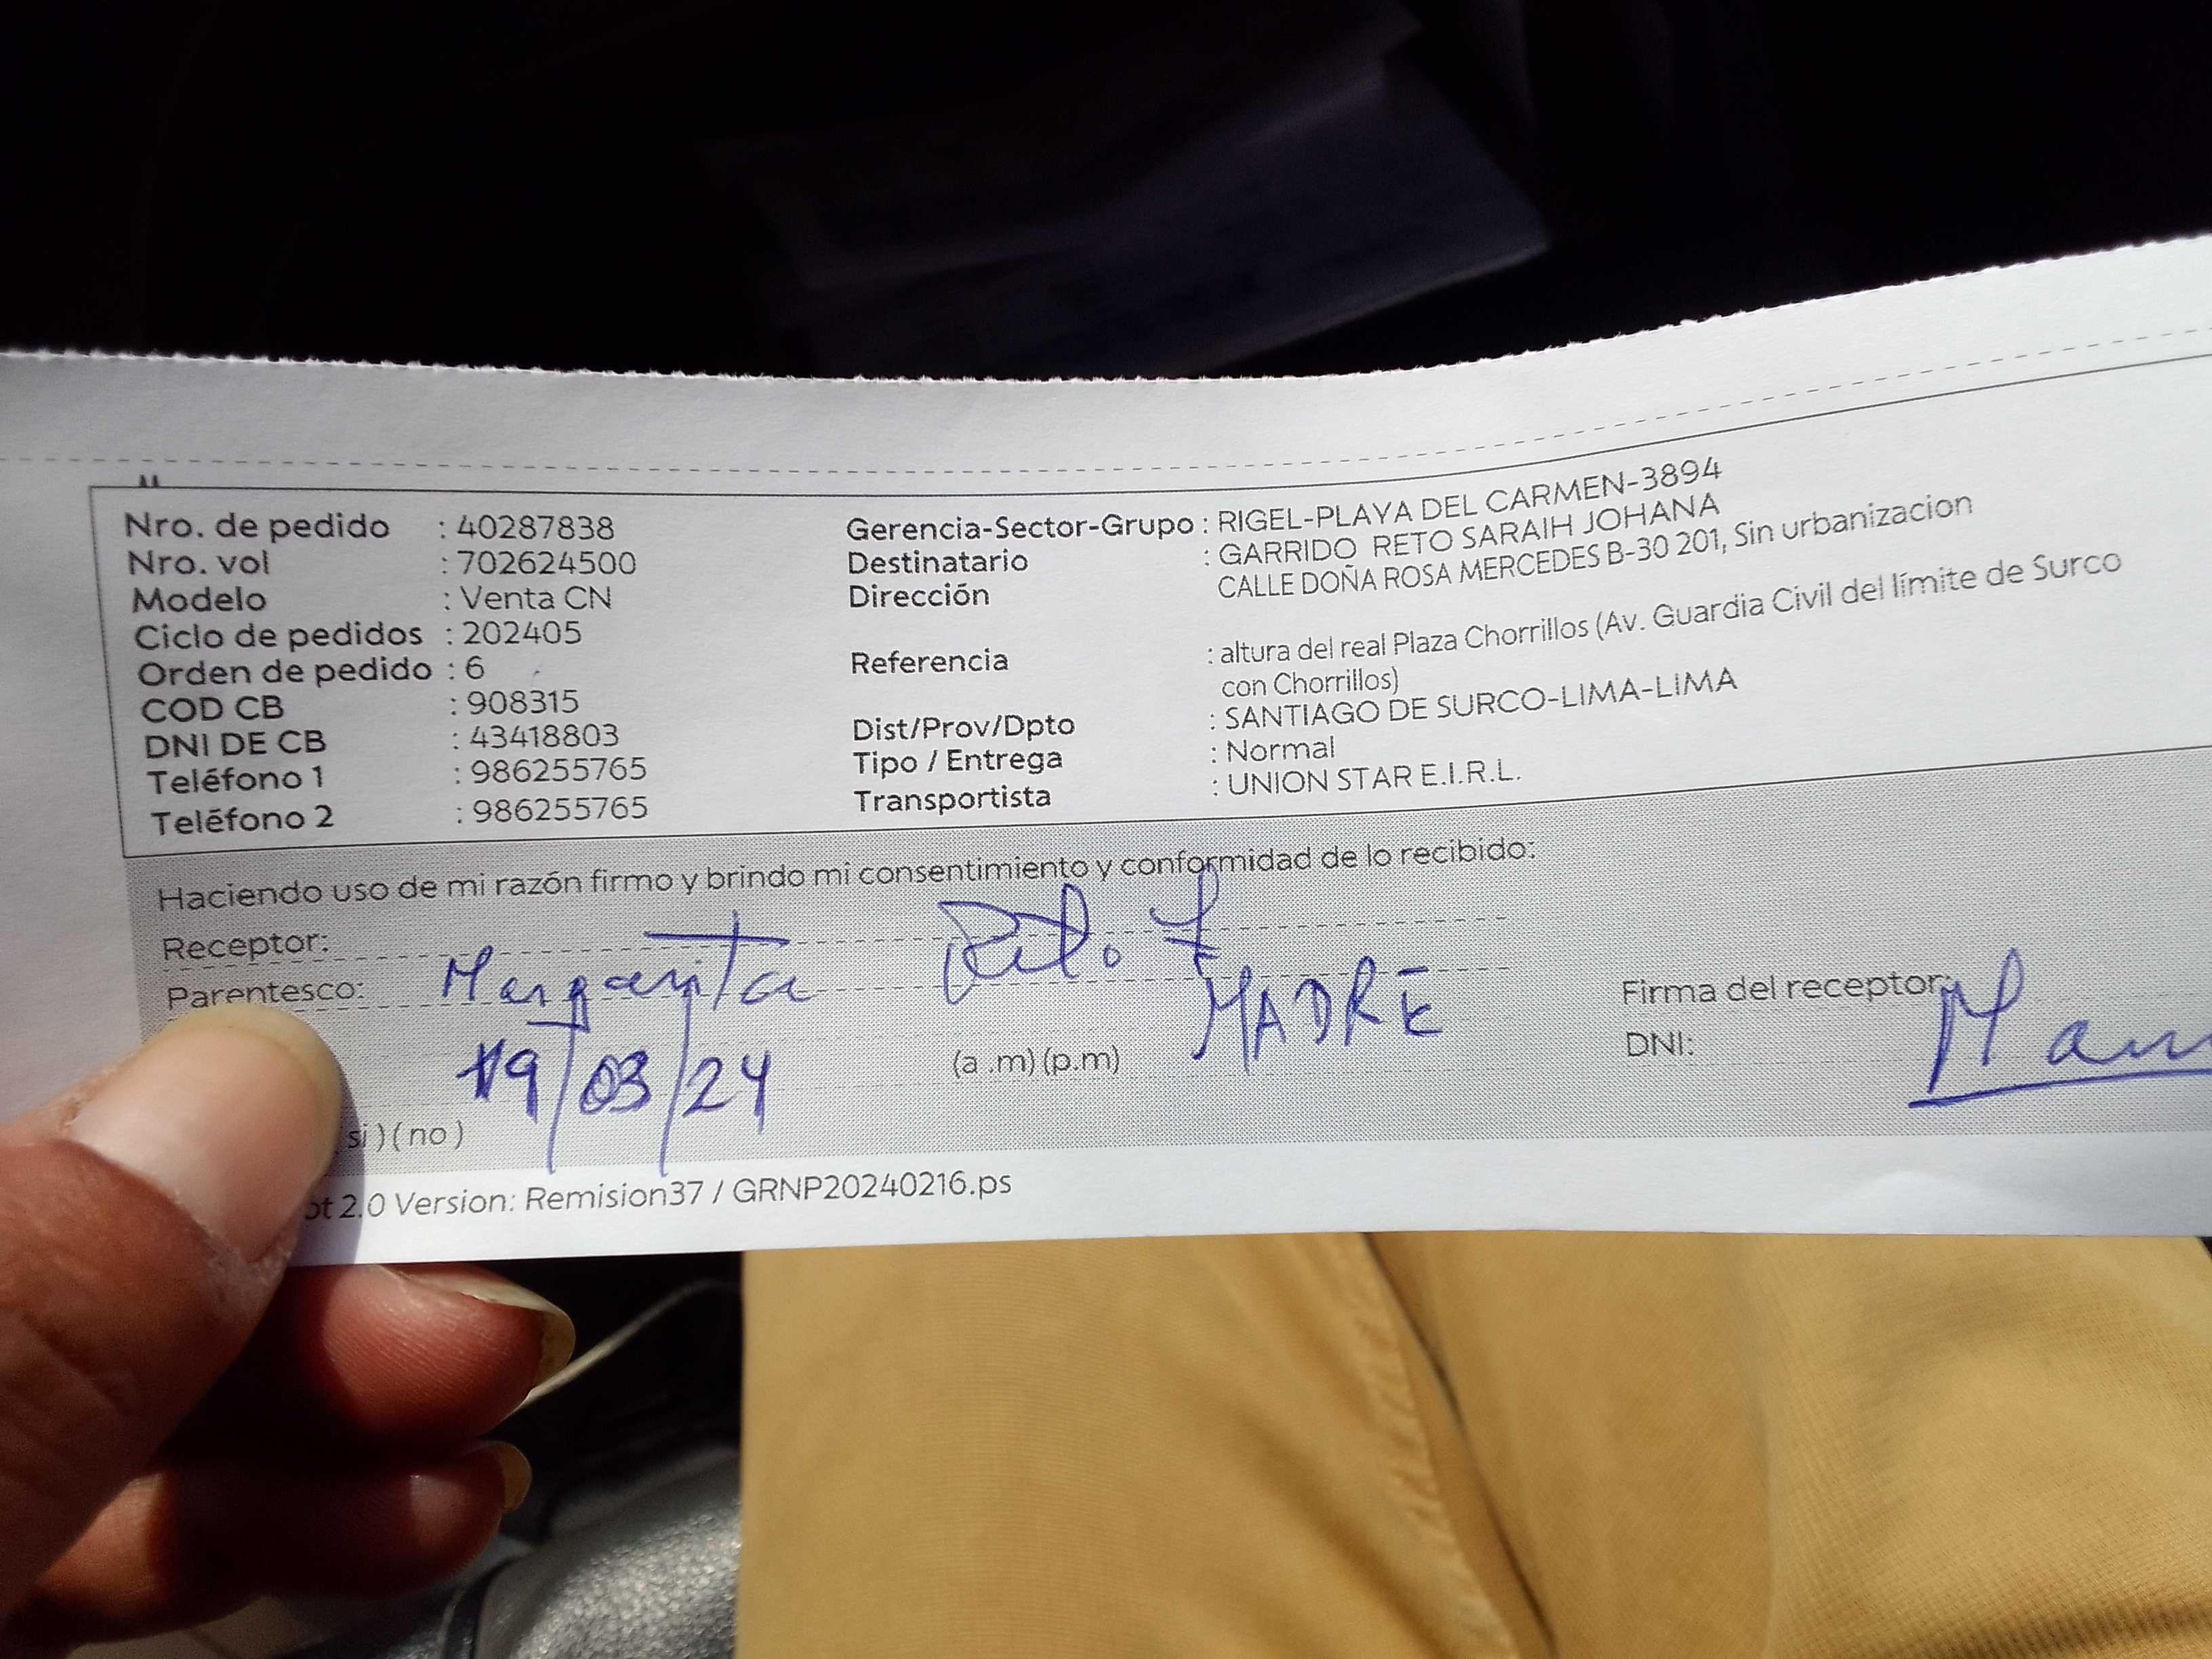 Nro. de pedido : 40287838
Nro. vol : 702624500
Modelo : Venta CN
Ciclo de pedidos : 202405
Orden de pedido : 6
COD CB : 908315
DNI DE CB : 43418803
Teléfono 1 : 986255765
Teléfono 2 : 986255765
Gerencia-Sector-Grupo : RIGEL-PLAYA DEL CARMEN-3894
Destinatario : GARRIDO RETO SARAIH JOHANA
Dirección CALLE DOÑA ROSA MERCEDES B-30 201, Sin urbanizacion
Referencia : altura del real Plaza Chorrillos (Av. Guardia Civil del límite de Surco
con Chorrillos)
Dist/Prov/Dpto : SANTIAGO DE SURCO-LIMA-LIMA
Tipo / Entrega : Normal
Transportista : UNION STAR E.I.R.L.
Haciendo uso de mi razón firmo y brindo mi consentimiento y conformidad de lo recibido:
Receptor:
Parentesco: Margarita Reto. F
MADRE
Firma del receptor:
DNI:
19/03/24 (a .m) (p.m)
si ) ( no )
2.0 Version: Remision37 / GRNP20240216.ps